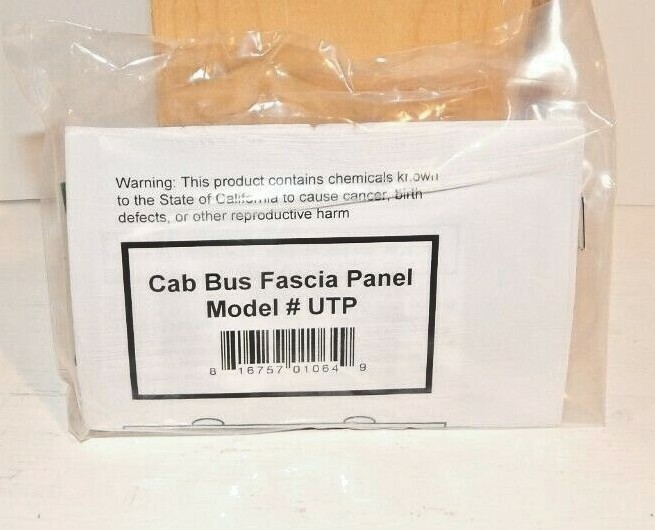 Warning: This product contains chemicals known
to the State of California to cause cancer, birth
defects, or other reproductive harm
Cab Bus Fascia Panel
Model # UTP
8 16757 01064 9